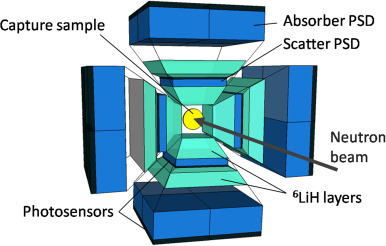 Capture sample
Absorber PSD
Scatter PSD
Neutron
beam
⁶LiH layers
Photosensors